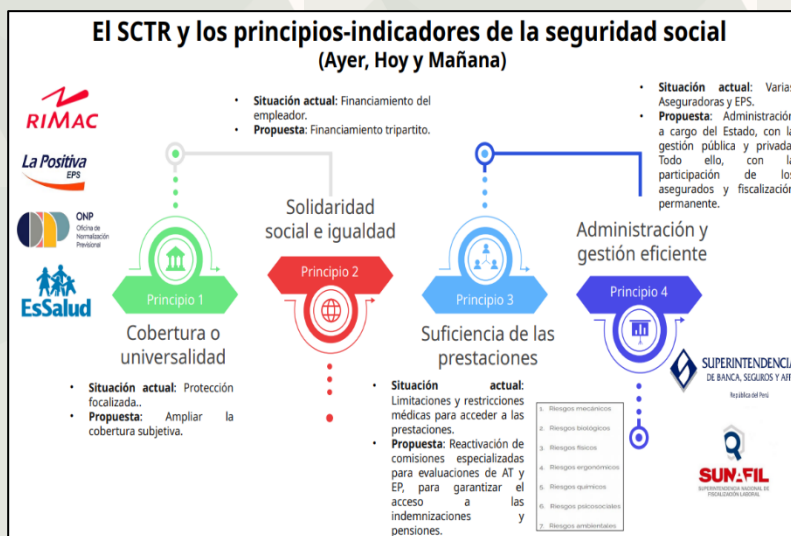 El SCTR y los principios-indicadores de la seguridad social
(Ayer, Hoy y Mañana)
RIMAC
La Positiva
EPS
ONP
Oficina de
Normalización
Previsional
EsSalud
• Situación actual: Financiamiento del
empleador.
• Propuesta: Financiamiento tripartito.
• Situación actual: Varias
Aseguradoras y EPS.
• Propuesta: Administración
a cargo del Estado, con la
gestión pública y privada
Todo ello, con la
participación de los
asegurados y fiscalización
permanente.
Principio 1
Cobertura o
universalidad
• Situación actual: Protección
focalizada..
• Propuesta: Ampliar la
cobertura subjetiva.
Solidaridad
social e igualdad
Principio 2
Principio 3
Suficiencia de las
prestaciones
• Situación actual:
Limitaciones y restricciones
médicas para acceder a las
prestaciones.
• Propuesta: Reactivación de
comisiones especializadas
para evaluaciones de AT y
EP, para garantizar el
acceso a las
indemnizaciones y
pensiones.
1. Riesgos mecánicos
2. Riesgos biológicos
3. Riesgos físicos
4. Riesgos ergonómicos
5. Riesgos químicos
6. Riesgos psicosociales
7. Riesgos ambientales
Administración y
gestión eficiente
Principio 4
SUPERINTENDENCIA
DE BANCA, SEGUROS Y AFP
República del Perú
SUNAFIL
SUPERINTENDENCIA NACIONAL DE
FISCALIZACIÓN LABORAL